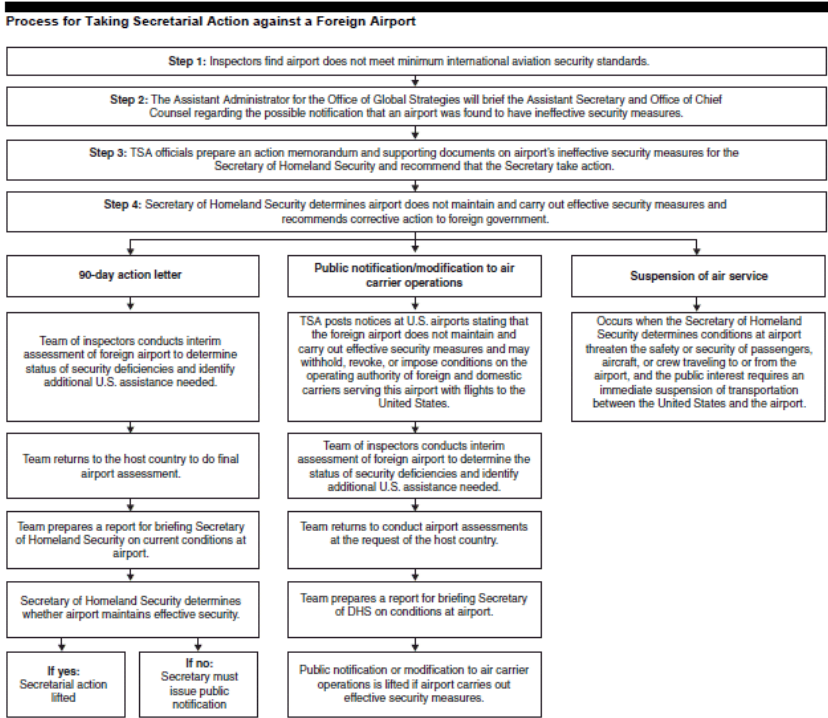 Process for Taking Secretarial Action against a Foreign Airport
Step 1: Inspectors find airport does not meet minimum international aviation security standards.
Step 2: The Assistant Administrator for the Office of Global Strategies will brief the Assistant Secretary and Office of Chief
Counsel regarding the possible notification that an airport was found to have ineffective security measures.
Step 3: TSA officials prepare an action memorandum and supporting documents on airport's ineffective security measures for the
Secretary of Homeland Security and recommend that the Secretary take action.
Step 4: Secretary of Homeland Security determines airport does not maintain and carry out effective security measures and
recommends corrective action to foreign government.
90-day action letter
Team of inspectors conducts interim
assessment of foreign airport to determine
status of security deficiencies and identify
additional U.S. assistance needed.
Team returns to the host country to do final
airport assessment.
Team prepares a report for briefing Secretary
of Homeland Security on current conditions at
airport.
Secretary of Homeland Security determines
whether airport maintains effective security.
If yes:
Secretarial action
lifted
If no:
Secretary must
issue public
notification
Public notification/modification to air
carrier operations
TSA posts notices at U.S. airports stating that
the foreign airport does not maintain and
carry out effective security measures and may
withhold, revoke, or impose conditions on the
operating authority of foreign and domestic
carriers serving this airport with flights to the
United States.
Team of inspectors conducts interim
assessment of foreign airport to determine the
status of security deficiencies and identify
additional U.S. assistance needed.
Team returns to conduct airport assessments
at the request of the host country.
Team prepares a report for briefing Secretary
of DHS on conditions at airport.
Public notification or modification to air carrier
operations is lifted if airport carries out
effective security measures.
Suspension of air service
Occurs when the Secretary of Homeland
Security determines conditions at airport
threaten the safety or security of passengers,
aircraft, or crew traveling to or from the
airport, and the public interest requires an
immediate suspension of transportation
between the United States and the airport.